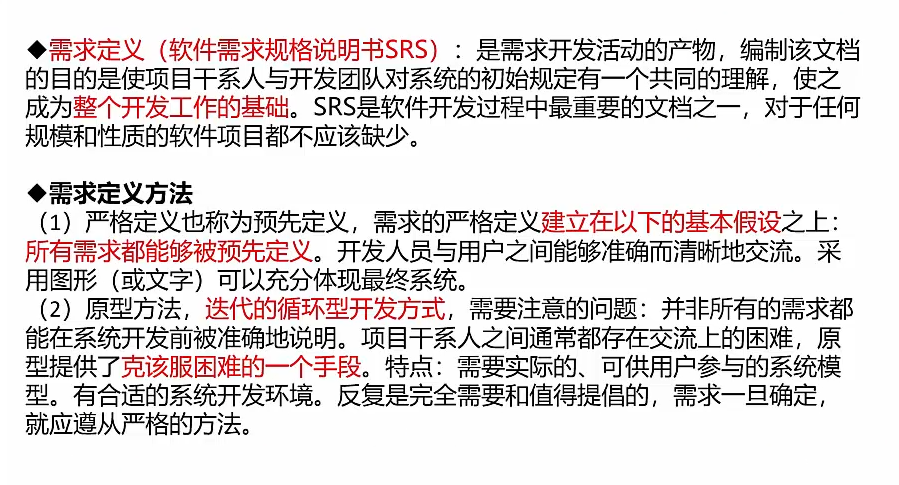 ◆需求定义（软件需求规格说明书SRS）：是需求开发活动的产物，编制该文档
的目的是使项目干系人与开发团队对系统的初始规定有一个共同的理解，使之
成为整个开发工作的基础。SRS是软件开发过程中最重要的文档之一，对于任何
规模和性质的软件项目都不应该缺少。
◆需求定义方法
（1）严格定义也称为预先定义，需求的严格定义建立在以下的基本假设之上：
所有需求都能够被预先定义。开发人员与用户之间能够准确而清晰地交流。采
用图形（或文字）可以充分体现最终系统。
（2）原型方法，迭代的循环型开发方式，需要注意的问题：并非所有的需求都
能在系统开发前被准确地说明。项目干系人之间通常都存在交流上的困难，原
型提供了克该服困难的一个手段。特点：需要实际的、可供用户参与的系统模
型。有合适的系统开发环境。反复是完全需要和值得提倡的，需求一旦确定，
就应遵从严格的方法。